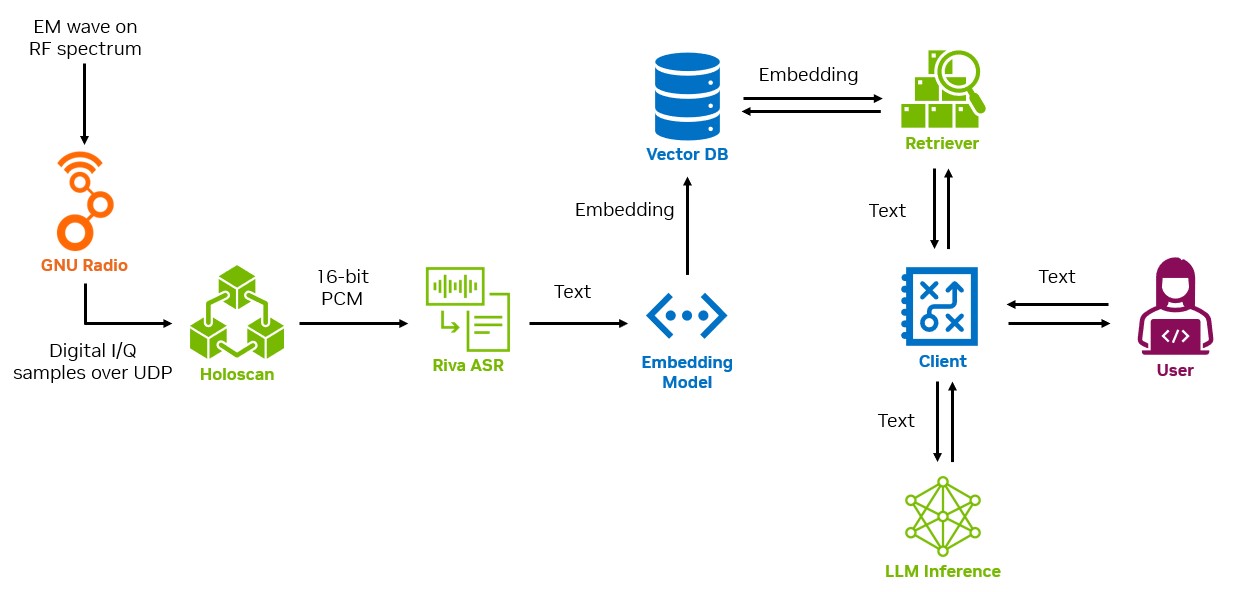 EM wave on
RF spectrum
GNU Radio
Digital I/Q
samples over UDP
Holoscan
16-bit
PCM
Riva ASR
Text
Embedding
Model
Embedding
Vector DB
Embedding
Retriever
Text
Client
Text
User
Text
LLM Inference